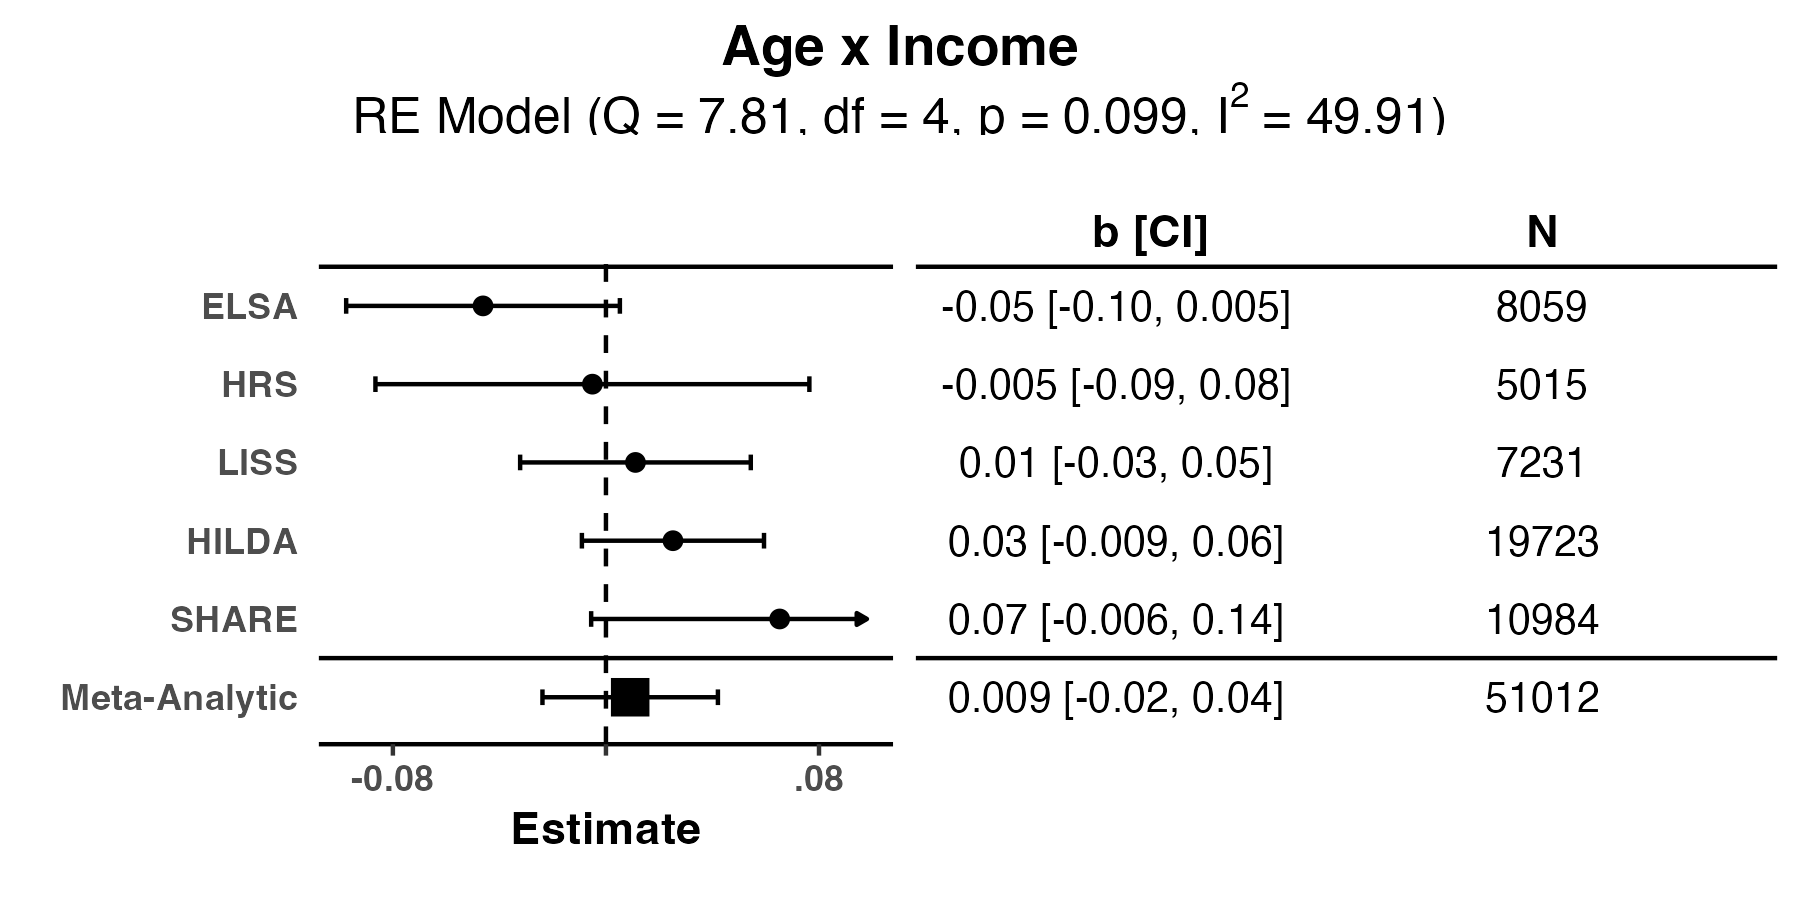 Age x Income
RE Model (Q = 7.81, df = 4, p = 0.099, I² = 49.91)
b [CI] N
ELSA -0.05 [-0.10, 0.005] 8059
HRS -0.005 [-0.09, 0.08] 5015
LISS 0.01 [-0.03, 0.05] 7231
HILDA 0.03 [-0.009, 0.06] 19723
SHARE 0.07 [-0.006, 0.14] 10984
Meta-Analytic 0.009 [-0.02, 0.04] 51012
-0.08 .08
Estimate